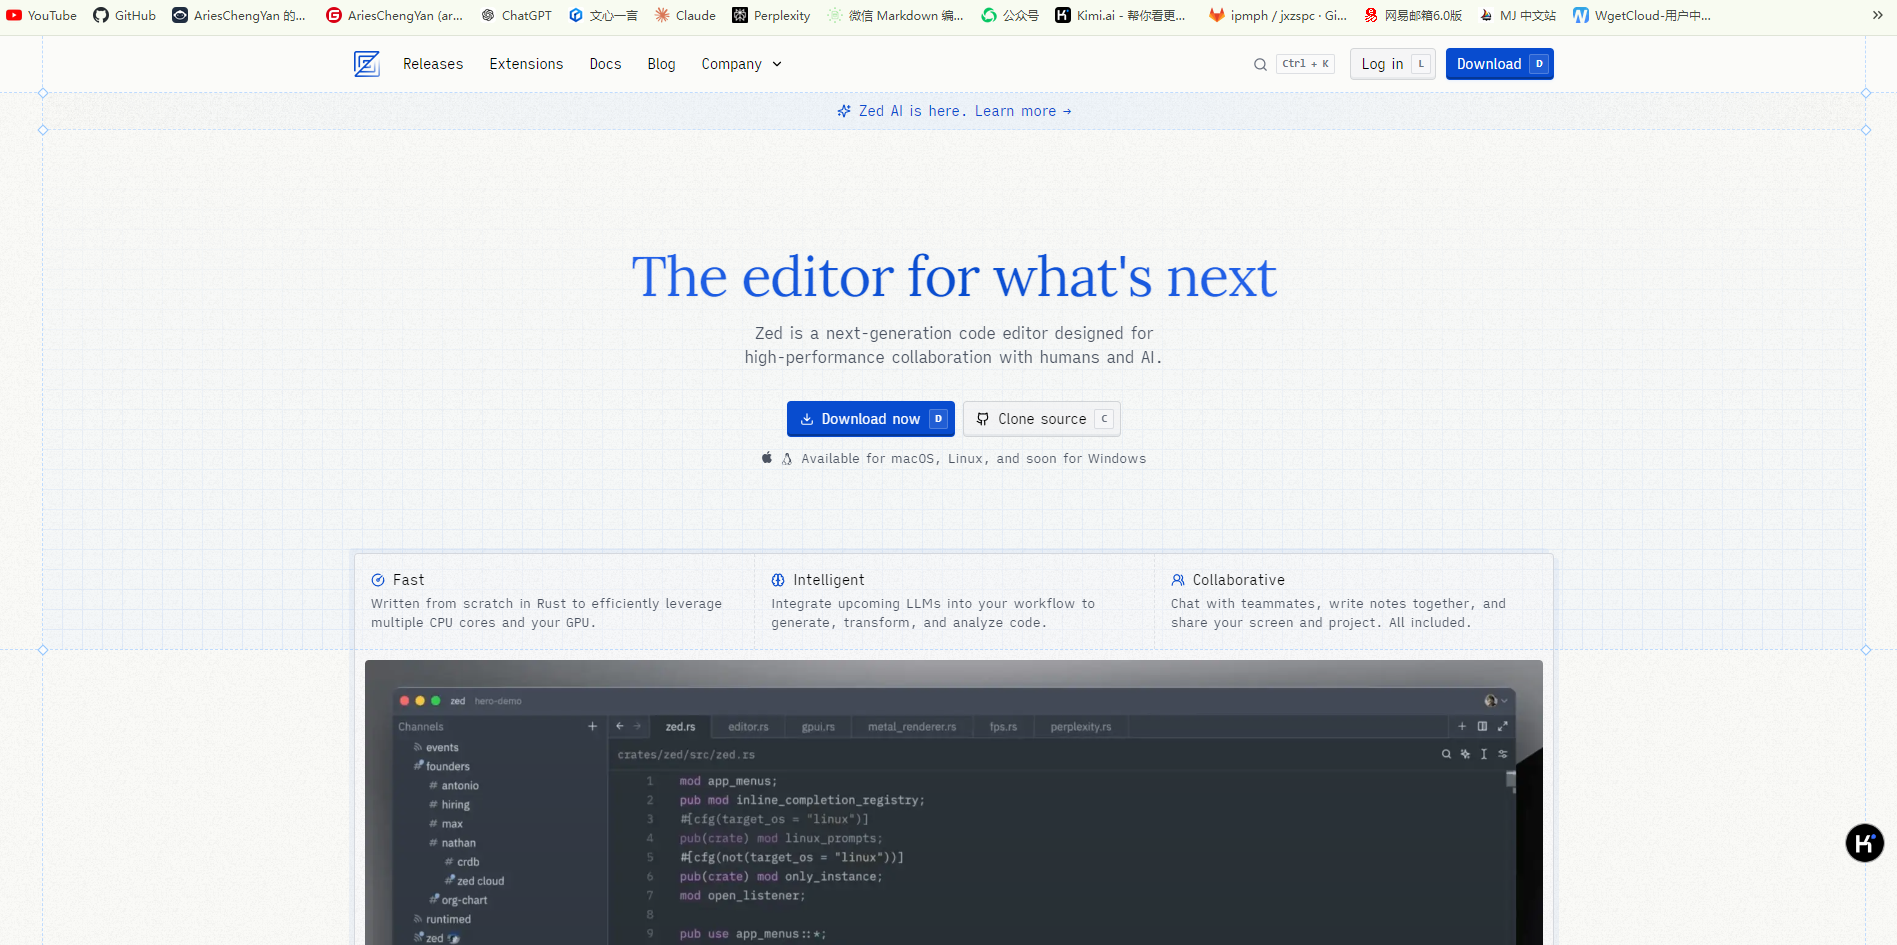 YouTube GitHub AriesChengYan 的... AriesChengYan (ar... ChatGPT 文心一言 Claude Perplexity 微信 Markdown 编... 公众号 Kimi.ai - 帮你看更... ipmph / jxzspc · Gi... 网易邮箱6.0版 MJ 中文站 WgetCloud-用户中... »
Releases Extensions Docs Blog Company Ctrl + K Log in L Download D
Zed AI is here. Learn more →
The editor for what's next
Zed is a next-generation code editor designed for
high-performance collaboration with humans and AI.
Download now D Clone source C
Available for macOS, Linux, and soon for Windows
Fast
Written from scratch in Rust to efficiently leverage
multiple CPU cores and your GPU.
Intelligent
Integrate upcoming LLMs into your workflow to
generate, transform, and analyze code.
Collaborative
Chat with teammates, write notes together, and
share your screen and project. All included.
zed hero-demo
Channels +
events
# founders
# antonio
# hiring
# max
# nathan
# crdb
# zed cloud
# org-chart
runtimed
# zed
← → zed.rs editor.rs gpui.rs metal_renderer.rs fps.rs perplexity.rs +
crates/zed/src/zed.rs
1 mod app_menus;
2 pub mod inline_completion_registry;
3 #[cfg(target_os = "linux")]
4 pub(crate) mod linux_prompts;
5 #[cfg(not(target_os = "linux"))]
6 pub(crate) mod only_instance;
7 mod open_listener;
8
9 pub use app_menus::*;
K